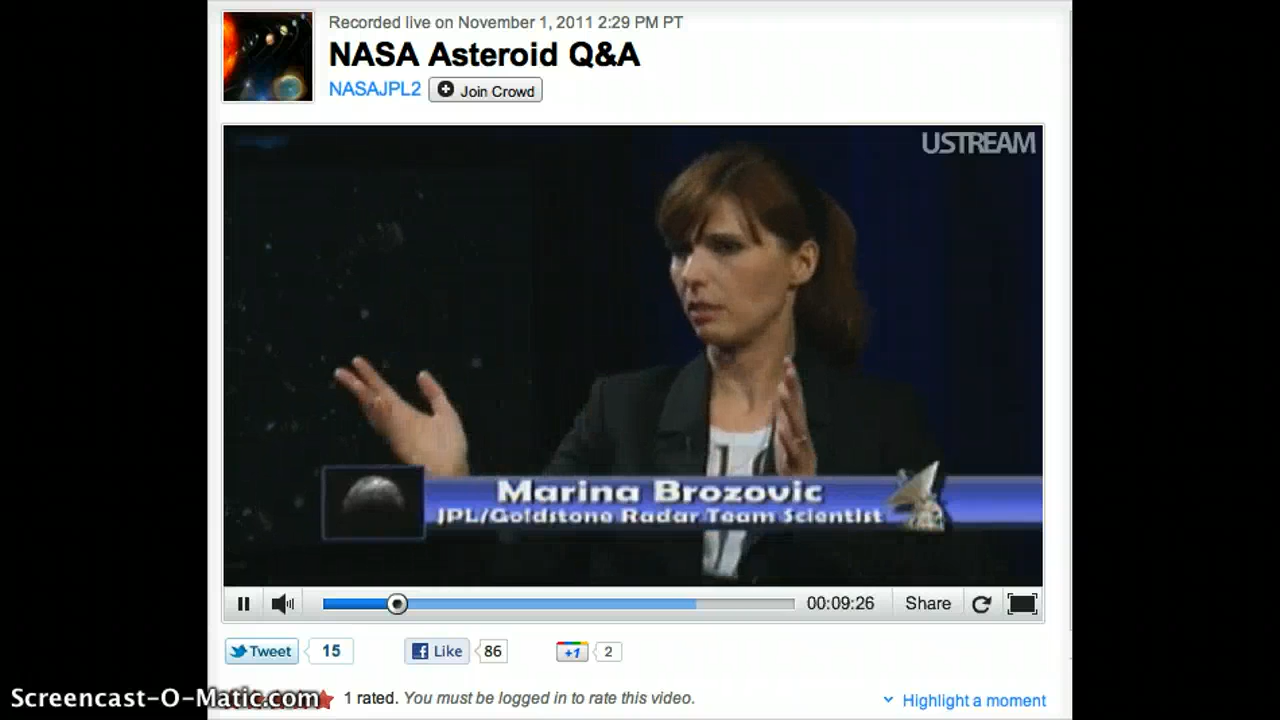 Recorded live on November 1, 2011 2:29 PM PT
NASA Asteroid Q&A
NASAJPL2
Join Crowd
USTREAM
Marina Brozovic
JPL/Goldstone Radar Team Scientist
00:09:26
Share
Tweet
15
Like
86
+1
2
1 rated. You must be logged in to rate this video.
Highlight a moment
Screencast-O-Matic.com